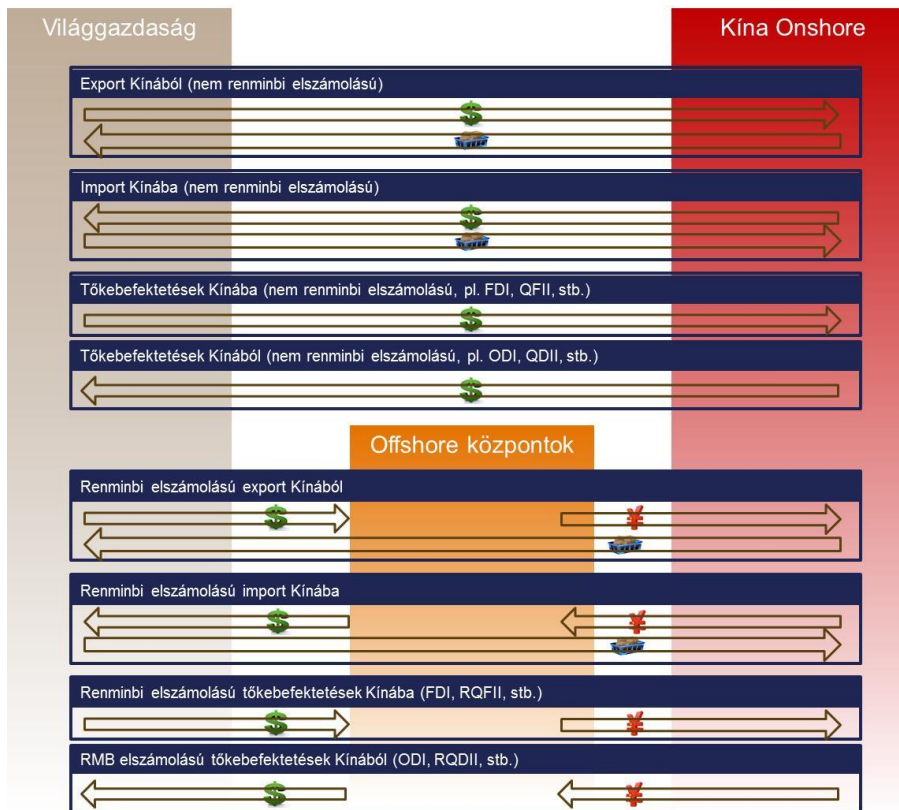 Világgazdaság
Kína Onshore
Export Kínából (nem renminbi elszámolású)
$
Import Kínába (nem renminbi elszámolású)
$
Tőkebefektetések Kínába (nem renminbi elszámolású, pl. FDI, QFII, stb.)
$
Tőkebefektetések Kínából (nem renminbi elszámolású, pl. ODI, QDII, stb.)
$
Offshore központok
Renminbi elszámolású export Kínából
$ ¥
Renminbi elszámolású import Kínába
$ ¥
Renminbi elszámolású tőkebefektetések Kínába (FDI, RQFII, stb.)
$ ¥
RMB elszámolású tőkebefektetések Kínából (ODI, RQDII, stb.)
$ ¥